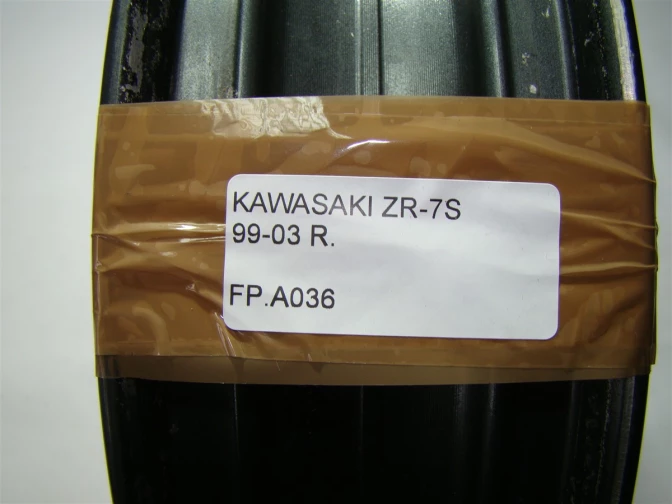 KAWASAKI ZR-7S
99-03 R.
FP.A036